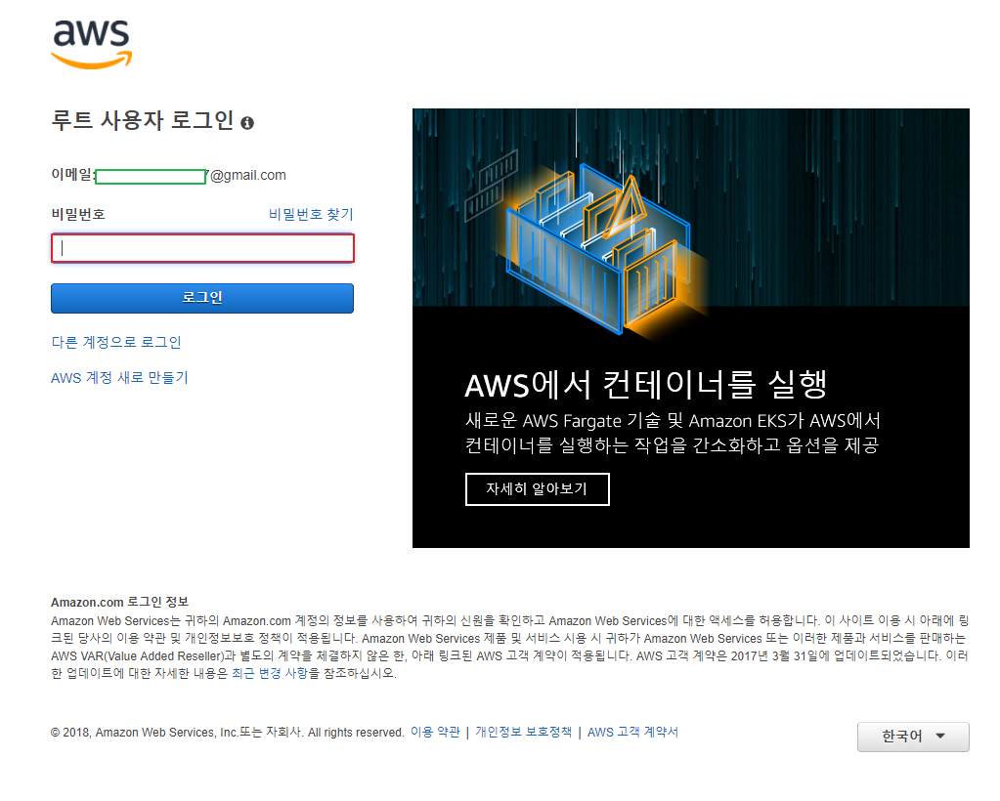 aws
루트 사용자 로그인
이메일:7@gmail.com
비밀번호 비밀번호 찾기
로그인
다른 계정으로 로그인
AWS 계정 새로 만들기
AWS에서 컨테이너를 실행
새로운 AWS Fargate 기술 및 Amazon EKS가 AWS에서
컨테이너를 실행하는 작업을 간소화하고 옵션을 제공
자세히 알아보기
Amazon.com 로그인 정보
Amazon Web Services는 귀하의 Amazon.com 계정의 정보를 사용하여 귀하의 신원을 확인하고 Amazon Web Services에 대한 액세스를 허용합니다. 이 사이트 이용 시 아래에 링
크된 당사의 이용 약관 및 개인정보보호 정책이 적용됩니다. Amazon Web Services 제품 및 서비스 사용 시 귀하가 Amazon Web Services 또는 이러한 제품과 서비스를 판매하는
AWS VAR(Value Added Reseller)과 별도의 계약을 체결하지 않은 한, 아래 링크된 AWS 고객 계약이 적용됩니다. AWS 고객 계약은 2017년 3월 31일에 업데이트되었습니다. 이러
한 업데이트에 대한 자세한 내용은 최근 변경 사항을 참조하십시오.
© 2018, Amazon Web Services, Inc.또는 자회사. All rights reserved. 이용 약관 | 개인정보 보호정책 | AWS 고객 계약서
한국어